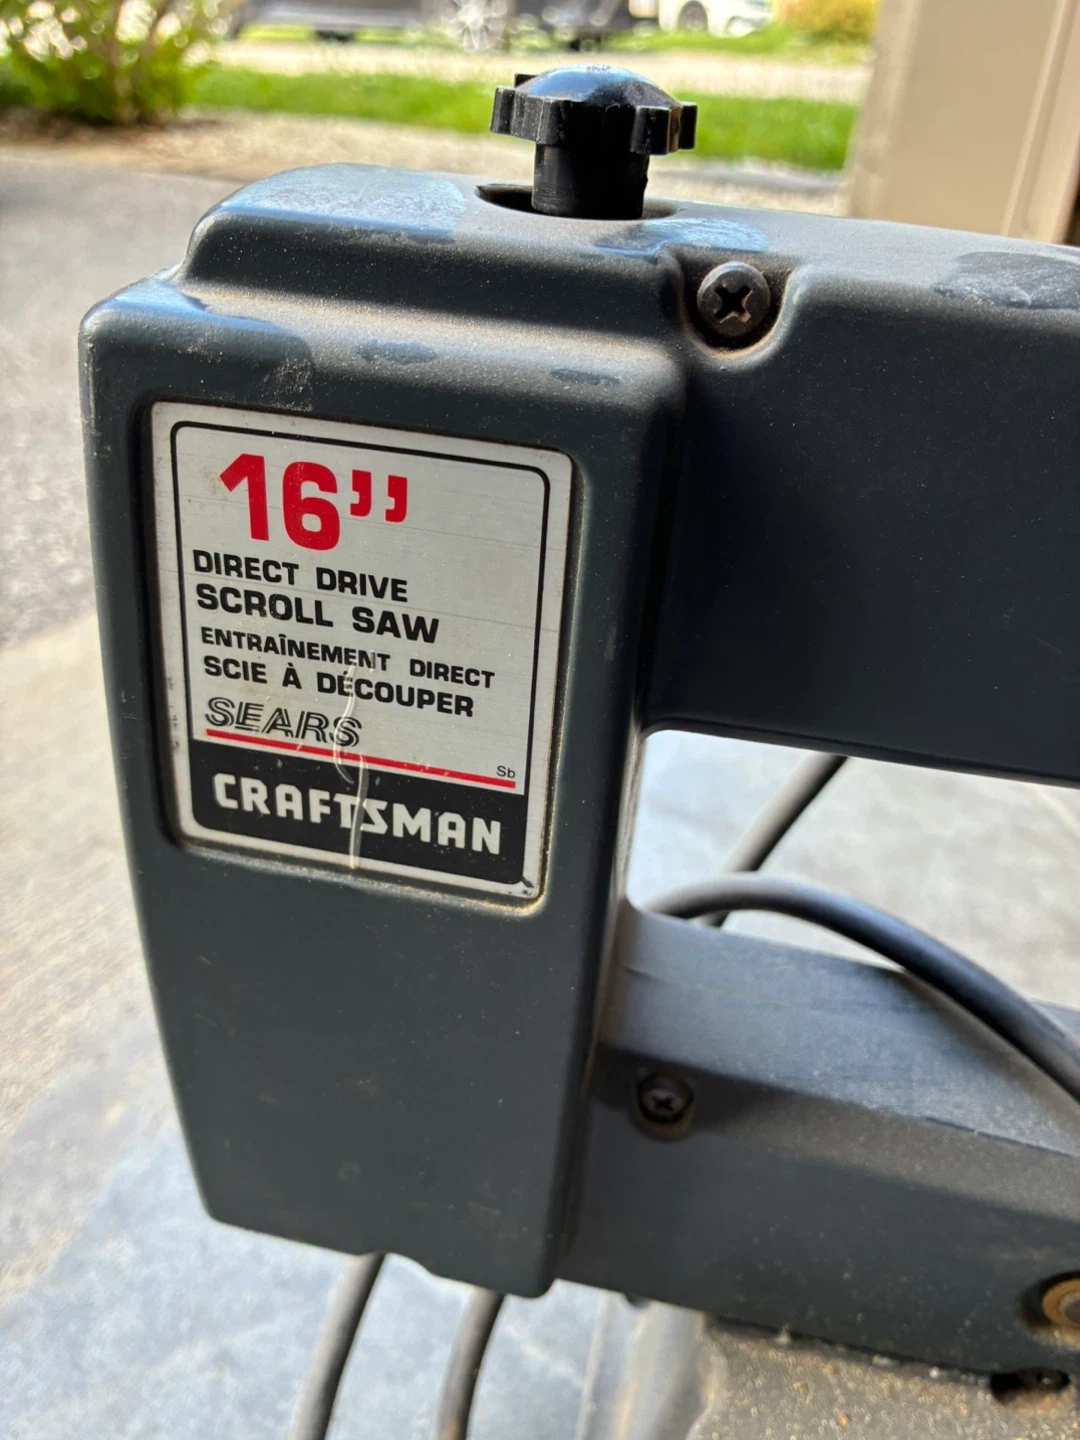 16"
DIRECT DRIVE
SCROLL SAW
ENTRAÎNEMENT DIRECT
SCIE À DÉCOUPER
SEARS
Sb
CRAFTSMAN